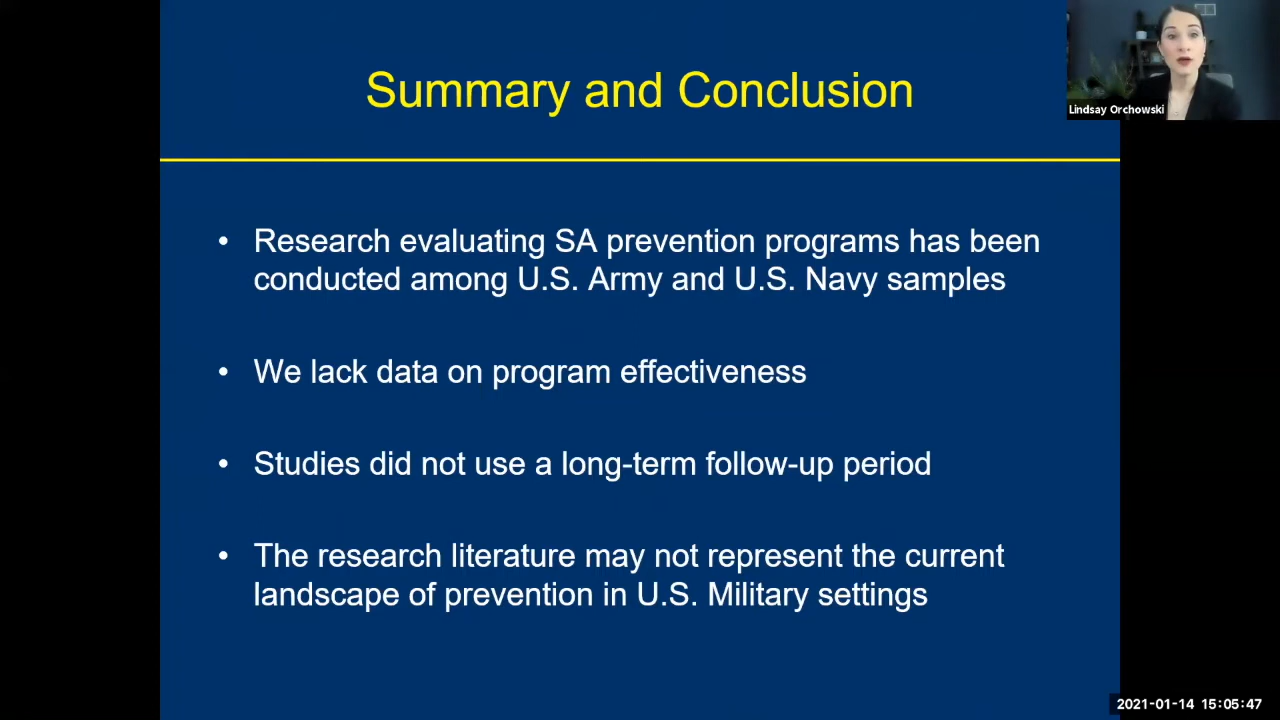 Summary and Conclusion
Lindsay Orchowski
• Research evaluating SA prevention programs has been
conducted among U.S. Army and U.S. Navy samples
• We lack data on program effectiveness
• Studies did not use a long-term follow-up period
• The research literature may not represent the current
landscape of prevention in U.S. Military settings
2021-01-14 15:05:47